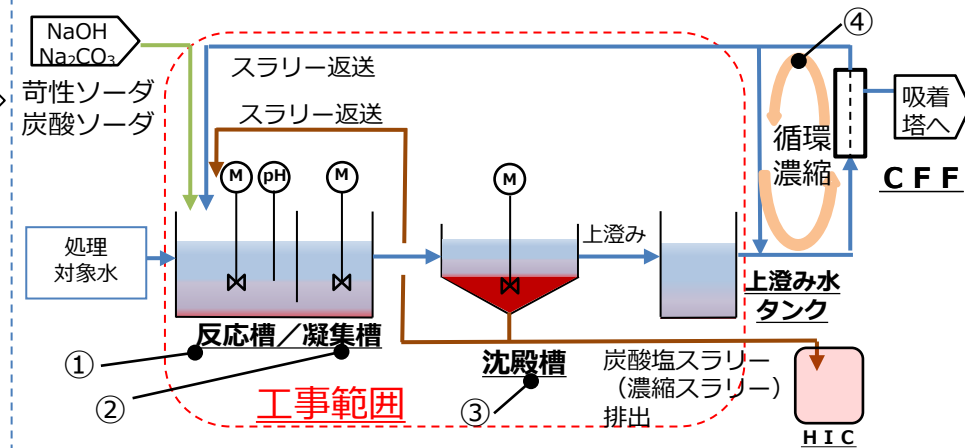 NaOH
Na₂CO₃
苛性ソーダ
炭酸ソーダ
スラリー返送
スラリー返送
④
循環
濃縮
吸着
塔へ
CFF
M
pH
M
M
処理
対象水
上澄み
上澄み水
タンク
反応槽／凝集槽
沈殿槽
①
②
③
工事範囲
炭酸塩スラリー
（濃縮スラリー）
排出
HIC